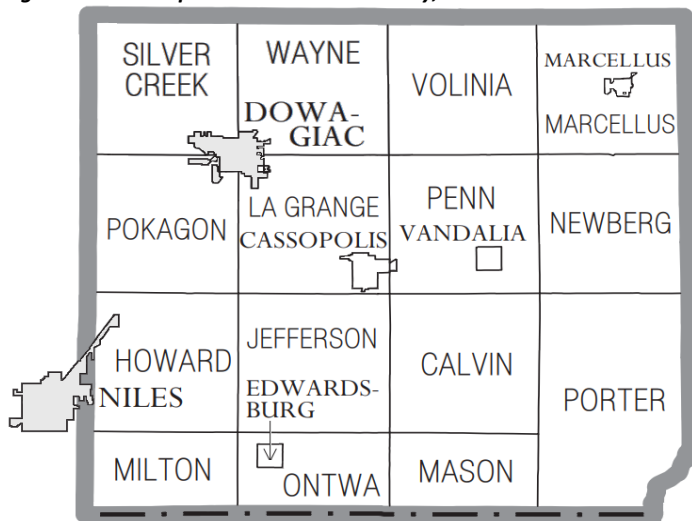 SILVER
CREEK
WAYNE
VOLINIA
MARCELLUS
MARCELLUS
DOWA-
GIAC
POKAGON
LA GRANGE
CASSOPOLIS
PENN
VANDALIA
NEWBERG
HOWARD
NILES
JEFFERSON
EDWARDS-
BURG
CALVIN
PORTER
MILTON
ONTWA
MASON